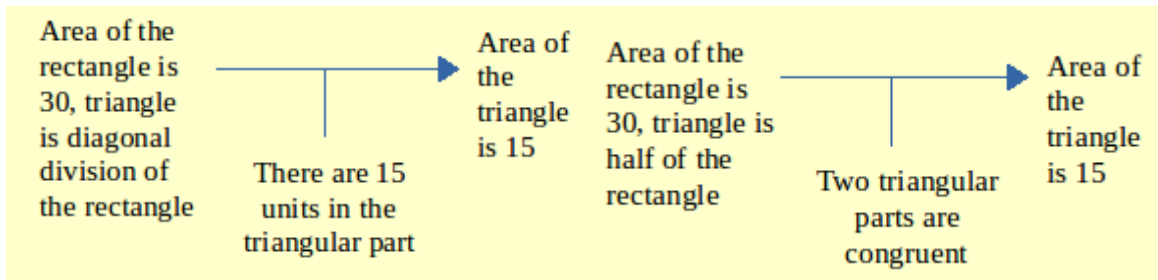 Area of the
rectangle is
30, triangle
is diagonal
division of
the rectangle
There are 15
units in the
triangular part
Area of
the
triangle
is 15
Area of the
rectangle is
30, triangle is
half of the
rectangle
Two triangular
parts are
congruent
Area of
the
triangle
is 15